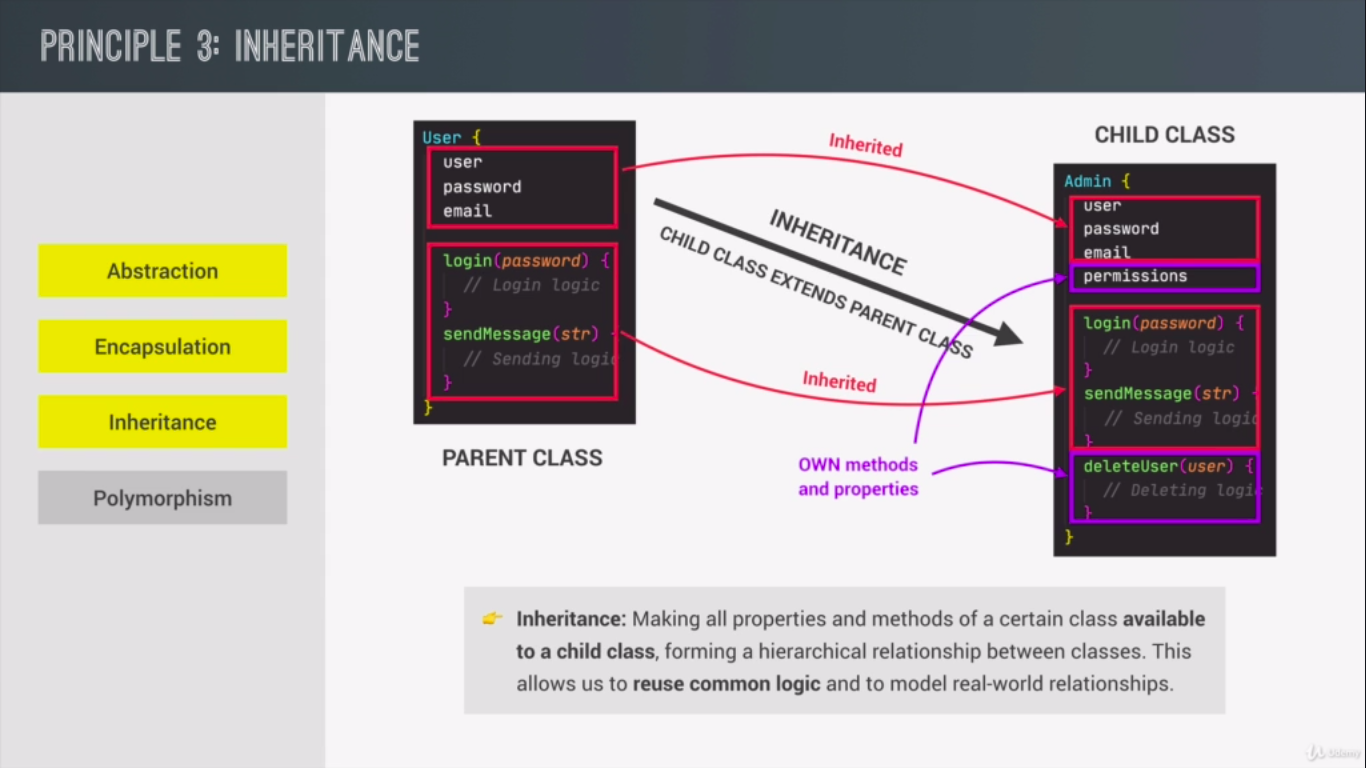 PRINCIPLE 3: INHERITANCE
Abstraction
Encapsulation
Inheritance
Polymorphism
User {
user
password
email
login(password) {
// Login logic
}
sendMessage(str) {
// Sending logic
}
}
PARENT CLASS
Inherited
INHERITANCE
CHILD CLASS EXTENDS PARENT CLASS
Inherited
OWN methods
and properties
CHILD CLASS
Admin {
user
password
email
permissions
login(password) {
// Login logic
}
sendMessage(str) {
// Sending logic
}
deleteUser(user) {
// Deleting logic
}
}
👉 Inheritance: Making all properties and methods of a certain class available
to a child class, forming a hierarchical relationship between classes. This
allows us to reuse common logic and to model real-world relationships.
Udemy